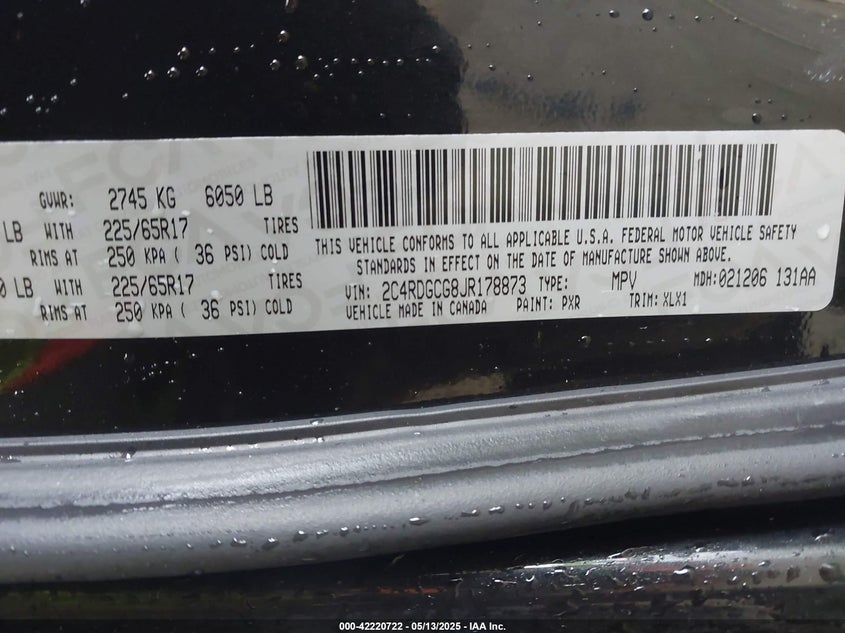 GVWR: 2745 KG 6050 LB
LB WITH 225/65R17 TIRES
RIMS AT 250 KPA ( 36 PSI) COLD
0 LB WITH 225/65R17 TIRES
RIMS AT 250 KPA ( 36 PSI) COLD
THIS VEHICLE CONFORMS TO ALL APPLICABLE U.S.A. FEDERAL MOTOR VEHICLE SAFETY
STANDARDS IN EFFECT ON THE DATE OF MANUFACTURE SHOWN ABOVE.
VIN: 2C4RDGCG8JR178873 TYPE: MPV MDH:021206 131AA
VEHICLE MADE IN CANADA PAINT: PXR TRIM: XLX1
000-42220722 - 05/13/2025 - IAA Inc.